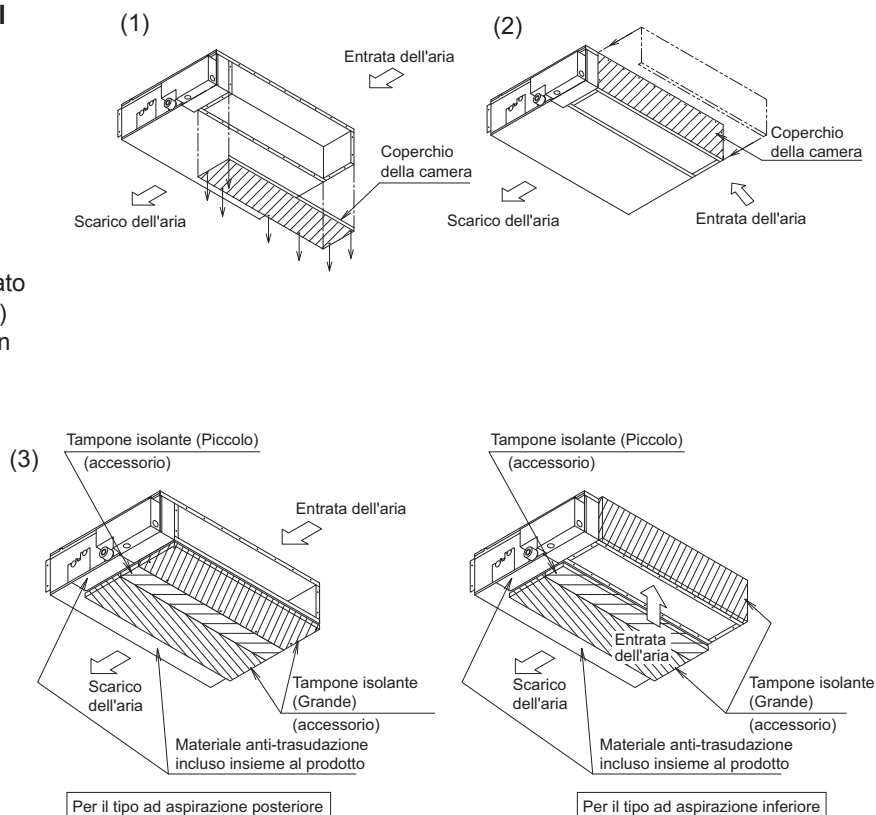 l
(1)
Entrata dell'aria
Coperchio
della camera
Scarico dell'aria
(2)
Coperchio
della camera
Scarico dell'aria
Entrata dell'aria
ato
)
n
(3)
Tampone isolante (Piccolo)
(accessorio)
Entrata dell'aria
Scarico
dell'aria
Tampone isolante
(Grande)
(accessorio)
Materiale anti-trasudazione
incluso insieme al prodotto
Per il tipo ad aspirazione posteriore
Tampone isolante (Piccolo)
(accessorio)
Entrata
dell'aria
Scarico
dell'aria
Tampone isolante
(Grande)
(accessorio)
Materiale anti-trasudazione
incluso insieme al prodotto
Per il tipo ad aspirazione inferiore